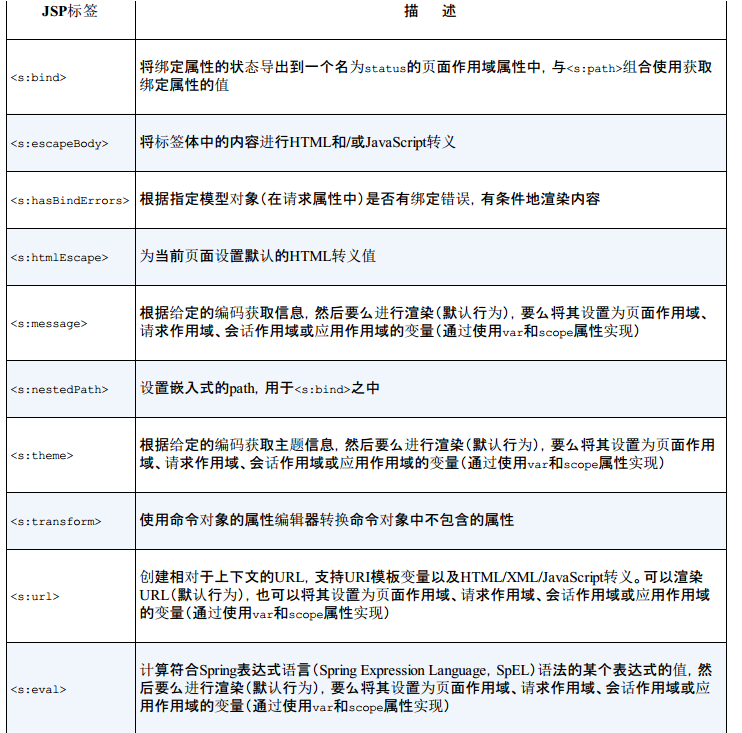 JSP标签
描 述
<s:bind>
将绑定属性的状态导出到一个名为status的页面作用域属性中，与<s:path>组合使用获取
绑定属性的值
<s:escapeBody>
将标签体中的内容进行HTML和/或JavaScript转义
<s:hasBindErrors>
根据指定模型对象（在请求属性中）是否有绑定错误，有条件地渲染内容
<s:htmlEscape>
为当前页面设置默认的HTML转义值
<s:message>
根据给定的编码获取信息，然后要么进行渲染（默认行为），要么将其设置为页面作用域、
请求作用域、会话作用域或应用作用域的变量（通过使用var和scope属性实现）
<s:nestedPath>
设置嵌入式的path，用于<s:bind>之中
<s:theme>
根据给定的编码获取主题信息，然后要么进行渲染（默认行为），要么将其设置为页面作用
域、请求作用域、会话作用域或应用作用域的变量（通过使用var和scope属性实现）
<s:transform>
使用命令对象的属性编辑器转换命令对象中不包含的属性
<s:url>
创建相对于上下文的URL，支持URI模板变量以及HTML/XML/JavaScript转义。可以渲染
URL（默认行为），也可以将其设置为页面作用域、请求作用域、会话作用域或应用作用域
的变量（通过使用var和scope属性实现）
<s:eval>
计算符合Spring表达式语言（Spring Expression Language，SpEL）语法的某个表达式的值，然
后要么进行渲染（默认行为），要么将其设置为页面作用域、请求作用域、会话作用域或应
用作用域的变量（通过使用var和scope属性实现）